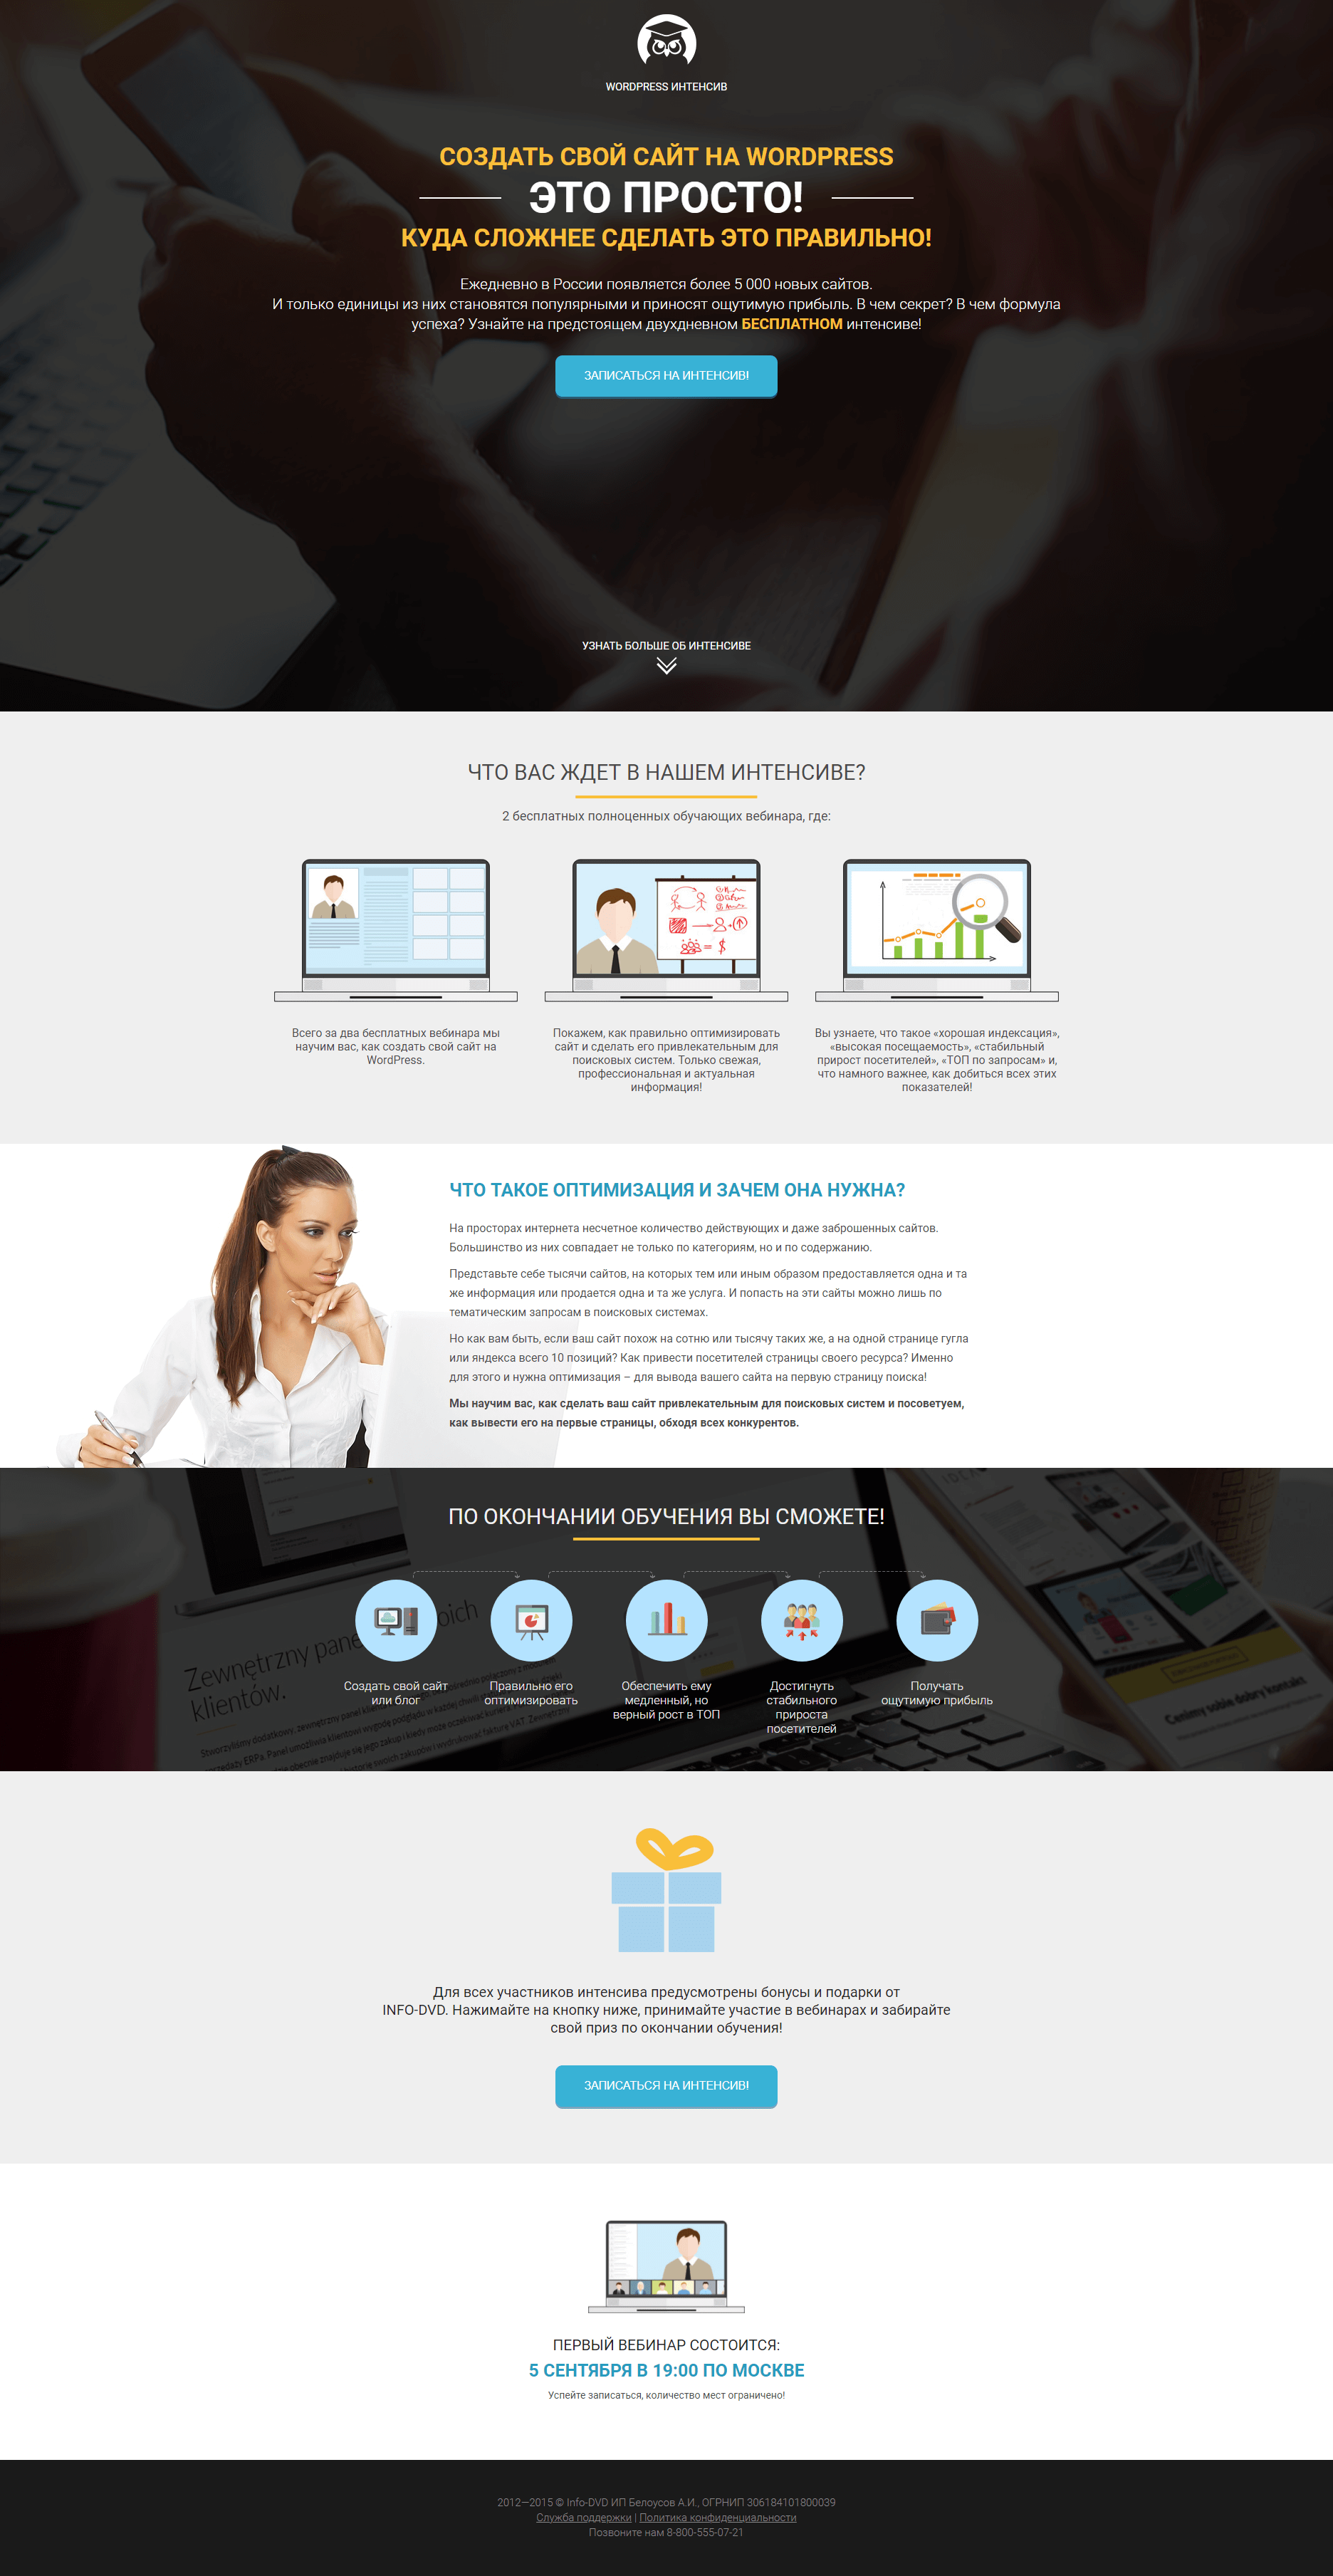 WORDPRESS ИНТЕНСИВ
СОЗДАТЬ СВОЙ САЙТ НА WORDPRESS
ЭТО ПРОСТО!
КУДА СЛОЖНЕЕ СДЕЛАТЬ ЭТО ПРАВИЛЬНО!
Ежедневно в России появляется более 5 000 новых сайтов.
И только единицы из них становятся популярными и приносят ощутимую прибыль. В чем секрет? В чем формула
успеха? Узнайте на предстоящем двухдневном БЕСПЛАТНОМ интенсиве!
ЗАПИСАТЬСЯ НА ИНТЕНСИВ!
УЗНАТЬ БОЛЬШЕ ОБ ИНТЕНСИВЕ
ЧТО ВАС ЖДЕТ В НАШЕМ ИНТЕНСИВЕ?
2 бесплатных полноценных обучающих вебинара, где:
Всего за два бесплатных вебинара мы
научим вас, как создать свой сайт на
WordPress.
Покажем, как правильно оптимизировать
сайт и сделать его привлекательным для
поисковых систем. Только свежая,
профессиональная и актуальная
информация!
Вы узнаете, что такое «хорошая индексация»,
«высокая посещаемость», «стабильный
прирост посетителей», «ТОП по запросам» и,
что намного важнее, как добиться всех этих
показателей!
ЧТО ТАКОЕ ОПТИМИЗАЦИЯ И ЗАЧЕМ ОНА НУЖНА?
На просторах интернета несчетное количество действующих и даже заброшенных сайтов.
Большинство из них совпадает не только по категориям, но и по содержанию.
Представьте себе тысячи сайтов, на которых тем или иным образом предоставляется одна и та
же информация или продается одна и та же услуга. И попасть на эти сайты можно лишь по
тематическим запросам в поисковых системах.
Но как вам быть, если ваш сайт похож на сотню или тысячу таких же, а на одной странице гугла
или яндекса всего 10 позиций? Как привести посетителей страницы своего ресурса? Именно
для этого и нужна оптимизация – для вывода вашего сайта на первую страницу поиска!
Мы научим вас, как сделать ваш сайт привлекательным для поисковых систем и посоветуем,
как вывести его на первые страницы, обходя всех конкурентов.
ПО ОКОНЧАНИИ ОБУЧЕНИЯ ВЫ СМОЖЕТЕ!
Zewnętrzny pane
klientów.
Создать свой сайт
или блог
Правильно его
оптимизировать
Обеспечить ему
медленный, но
верный рост в ТОП
Достигнуть
стабильного
прироста
посетителей
Получать
ощутимую прибыль
Для всех участников интенсива предусмотрены бонусы и подарки от
INFO-DVD. Нажимайте на кнопку ниже, принимайте участие в вебинарах и забирайте
свой приз по окончании обучения!
ЗАПИСАТЬСЯ НА ИНТЕНСИВ!
ПЕРВЫЙ ВЕБИНАР СОСТОИТСЯ:
5 СЕНТЯБРЯ В 19:00 ПО МОСКВЕ
Успейте записаться, количество мест ограничено!
2012—2015 © Info-DVD ИП Белоусов А.И., ОГРНИП 306184101800039
Служба поддержки | Политика конфиденциальности
Позвоните нам 8-800-555-07-21